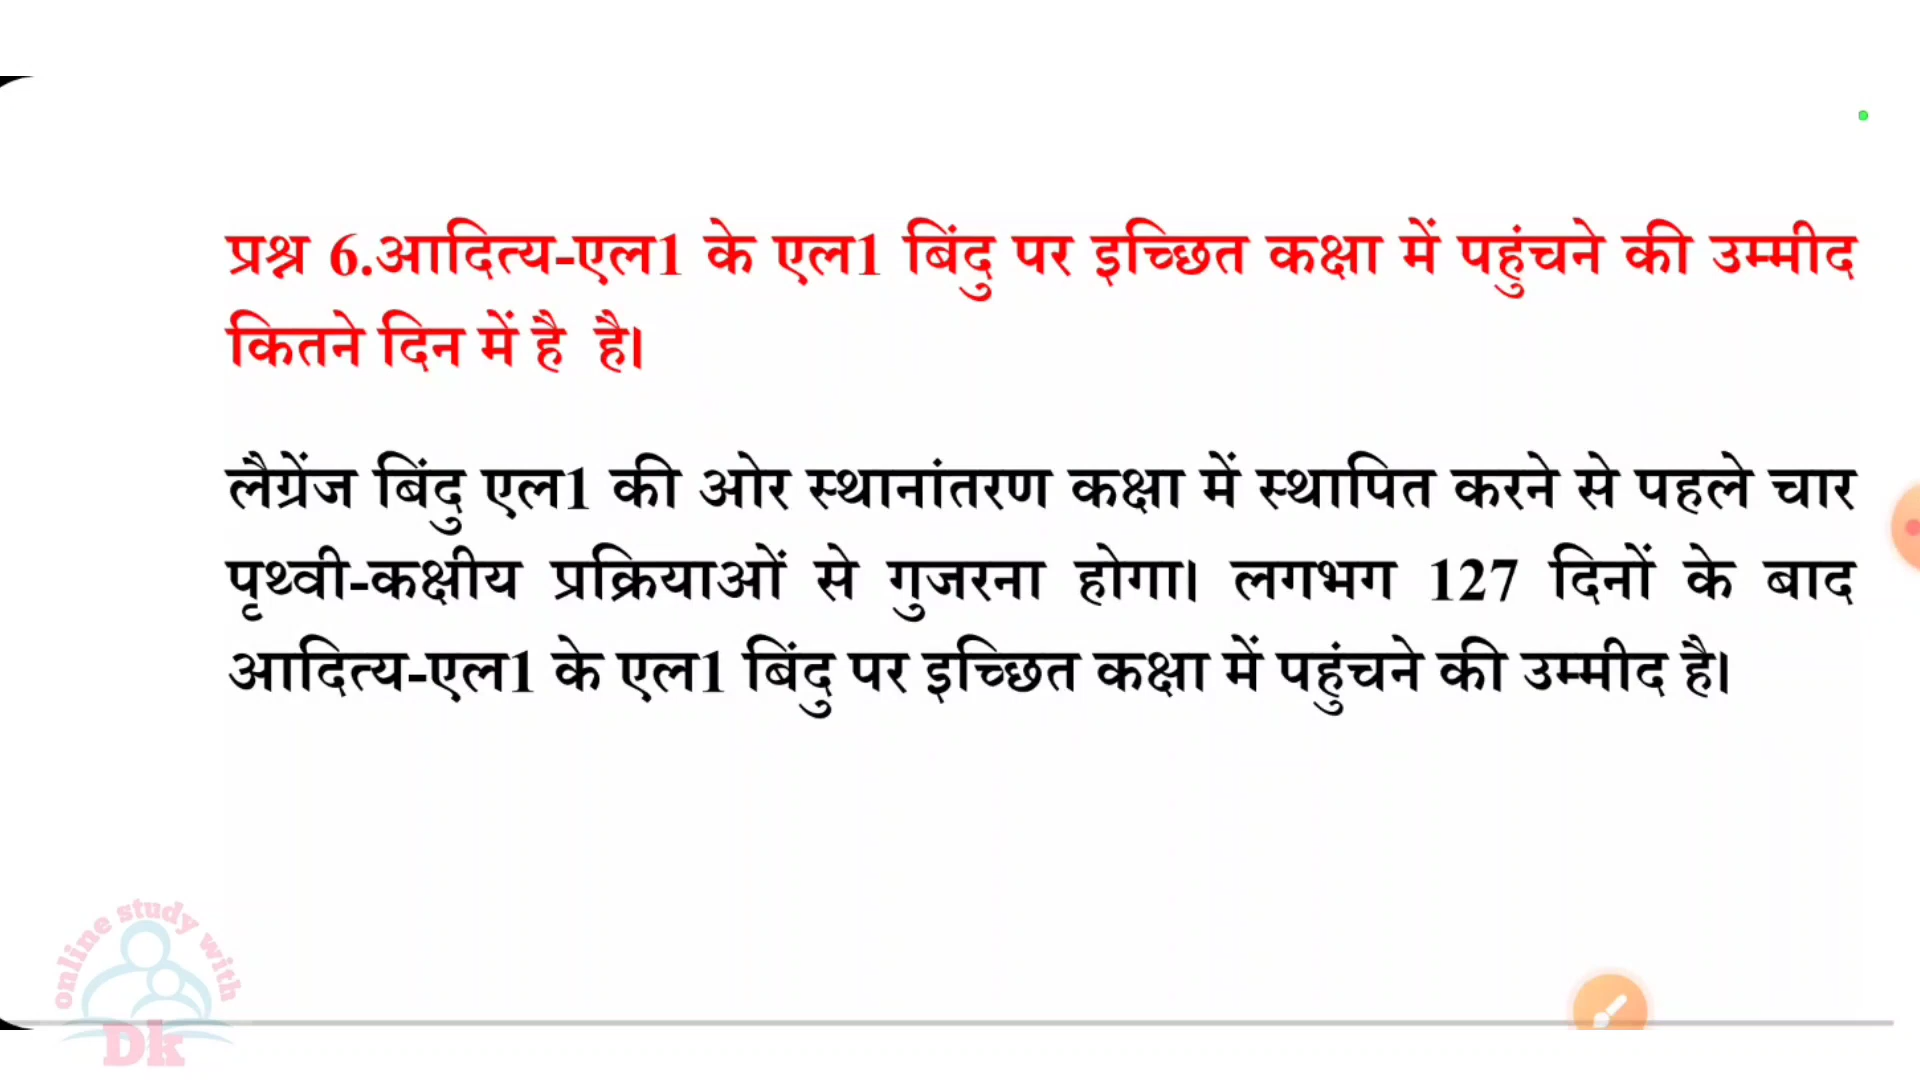 प्रश्न 6.आदित्य-एल1 के एल1 बिंदु पर इच्छित कक्षा में पहुंचने की उम्मीद
कितने दिन में है है।
लैग्रेंज बिंदु एल1 की ओर स्थानांतरण कक्षा में स्थापित करने से पहले चार
पृथ्वी-कक्षीय प्रक्रियाओं से गुजरना होगा। लगभग 127 दिनों के बाद
आदित्य-एल1 के एल1 बिंदु पर इच्छित कक्षा में पहुंचने की उम्मीद है।
online study with
Dk